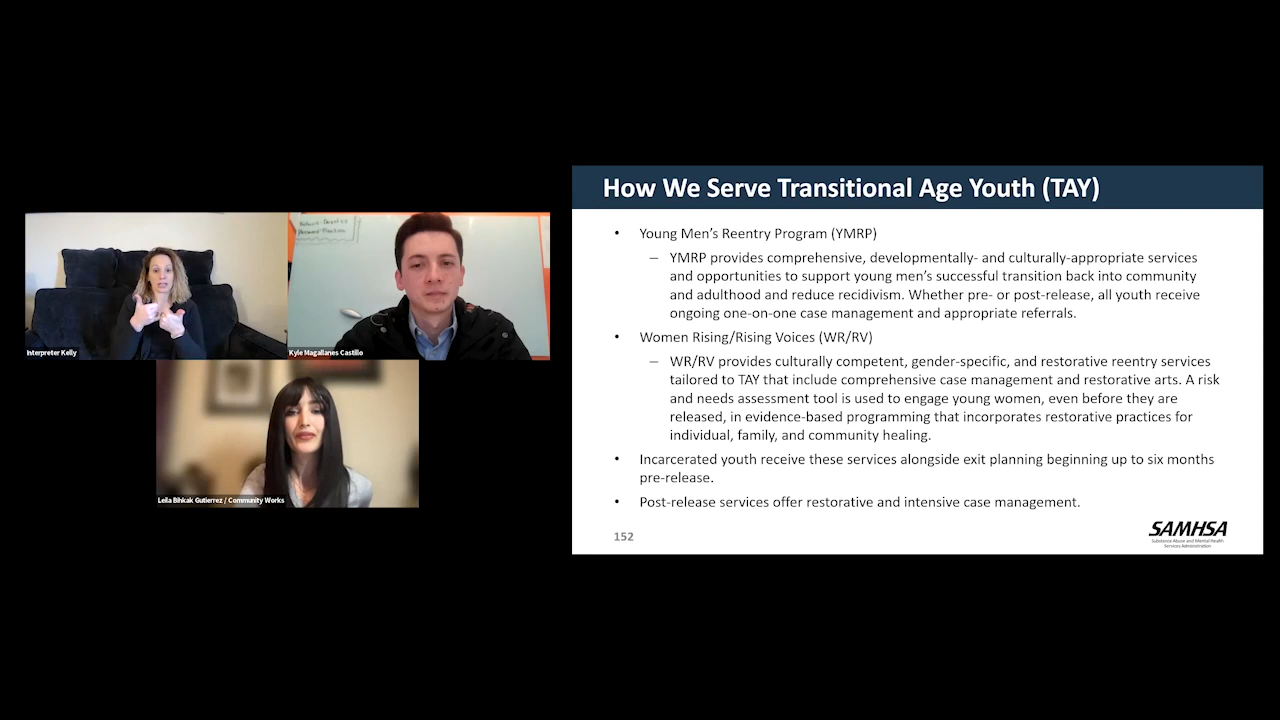 How We Serve Transitional Age Youth (TAY)
• Young Men's Reentry Program (YMRP)
– YMRP provides comprehensive, developmentally- and culturally-appropriate services
and opportunities to support young men's successful transition back into community
and adulthood and reduce recidivism. Whether pre- or post-release, all youth receive
ongoing one-on-one case management and appropriate referrals.
• Women Rising/Rising Voices (WR/RV)
– WR/RV provides culturally competent, gender-specific, and restorative reentry services
tailored to TAY that include comprehensive case management and restorative arts. A risk
and needs assessment tool is used to engage young women, even before they are
released, in evidence-based programming that incorporates restorative practices for
individual, family, and community healing.
• Incarcerated youth receive these services alongside exit planning beginning up to six months
pre-release.
• Post-release services offer restorative and intensive case management.
152
SAMHSA
Substance Abuse and Mental Health
Services Administration
Interpreter Kelly
Kyle Magallanes Castillo
Leila Bihkak Gutierrez / Community Works